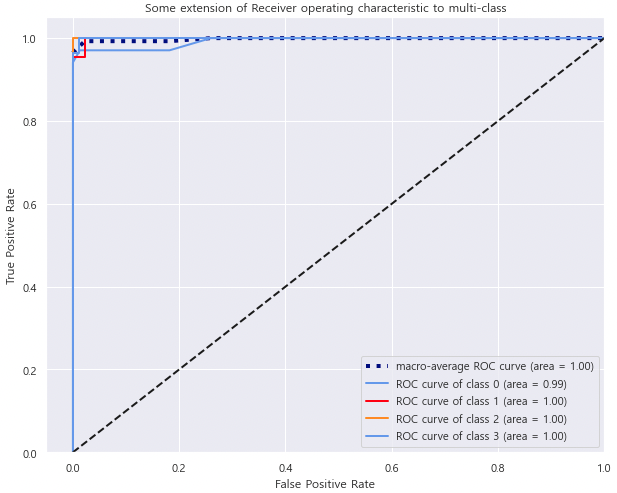 Some extension of Receiver operating characteristic to multi-class
1.0
0.8
0.6
0.4
0.2
0.0
True Positive Rate
macro-average ROC curve (area = 1.00)
ROC curve of class 0 (area = 0.99)
ROC curve of class 1 (area = 1.00)
ROC curve of class 2 (area = 1.00)
ROC curve of class 3 (area = 1.00)
0.0 0.2 0.4 0.6 0.8 1.0
False Positive Rate